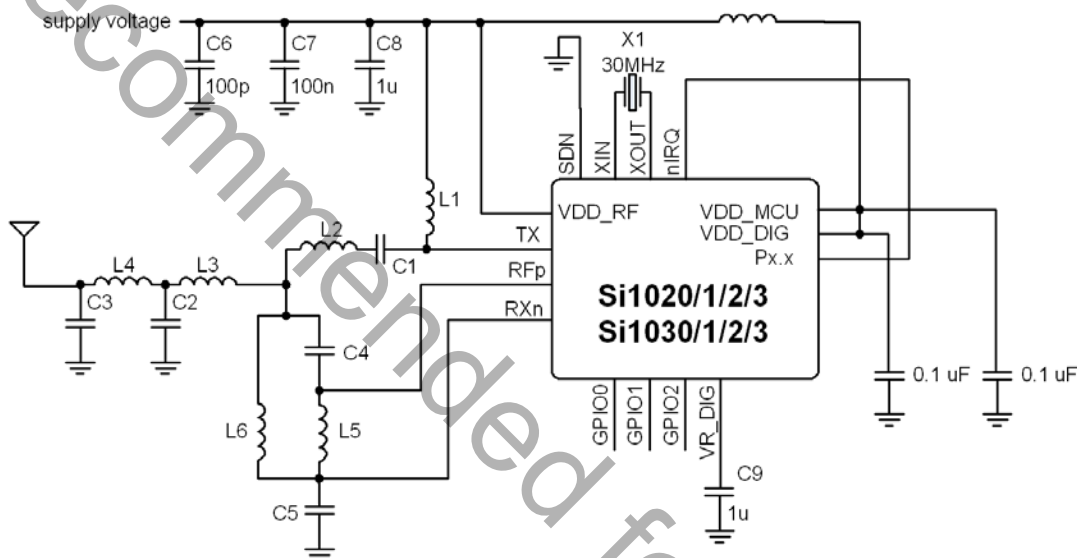 supply voltage
C6
100p
C7
100n
C8
1u
X1
30MHz
SDN
XIN
XOUT
nIRQ
L1
VDD_RF
VDD_MCU
VDD_DIG
Px.x
TX
RFp
RXn
Si1020/1/2/3
Si1030/1/2/3
L2
C1
L4
L3
C3
C2
C4
L6
L5
C5
GPIO0
GPIO1
GPIO2
VR_DIG
C9
1u
0.1 uF
0.1 uF
ecommended fo